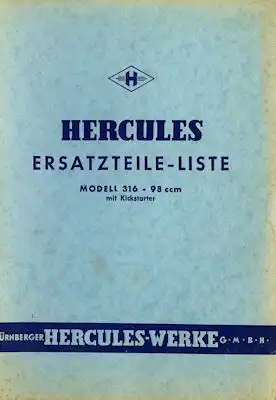 H
HERCULES
ERSATZTEILE-LISTE
MODELL 316 - 98 ccm
mit Kickstarter
ÜRNBERGER HERCULES-WERKE G·M·B·H·